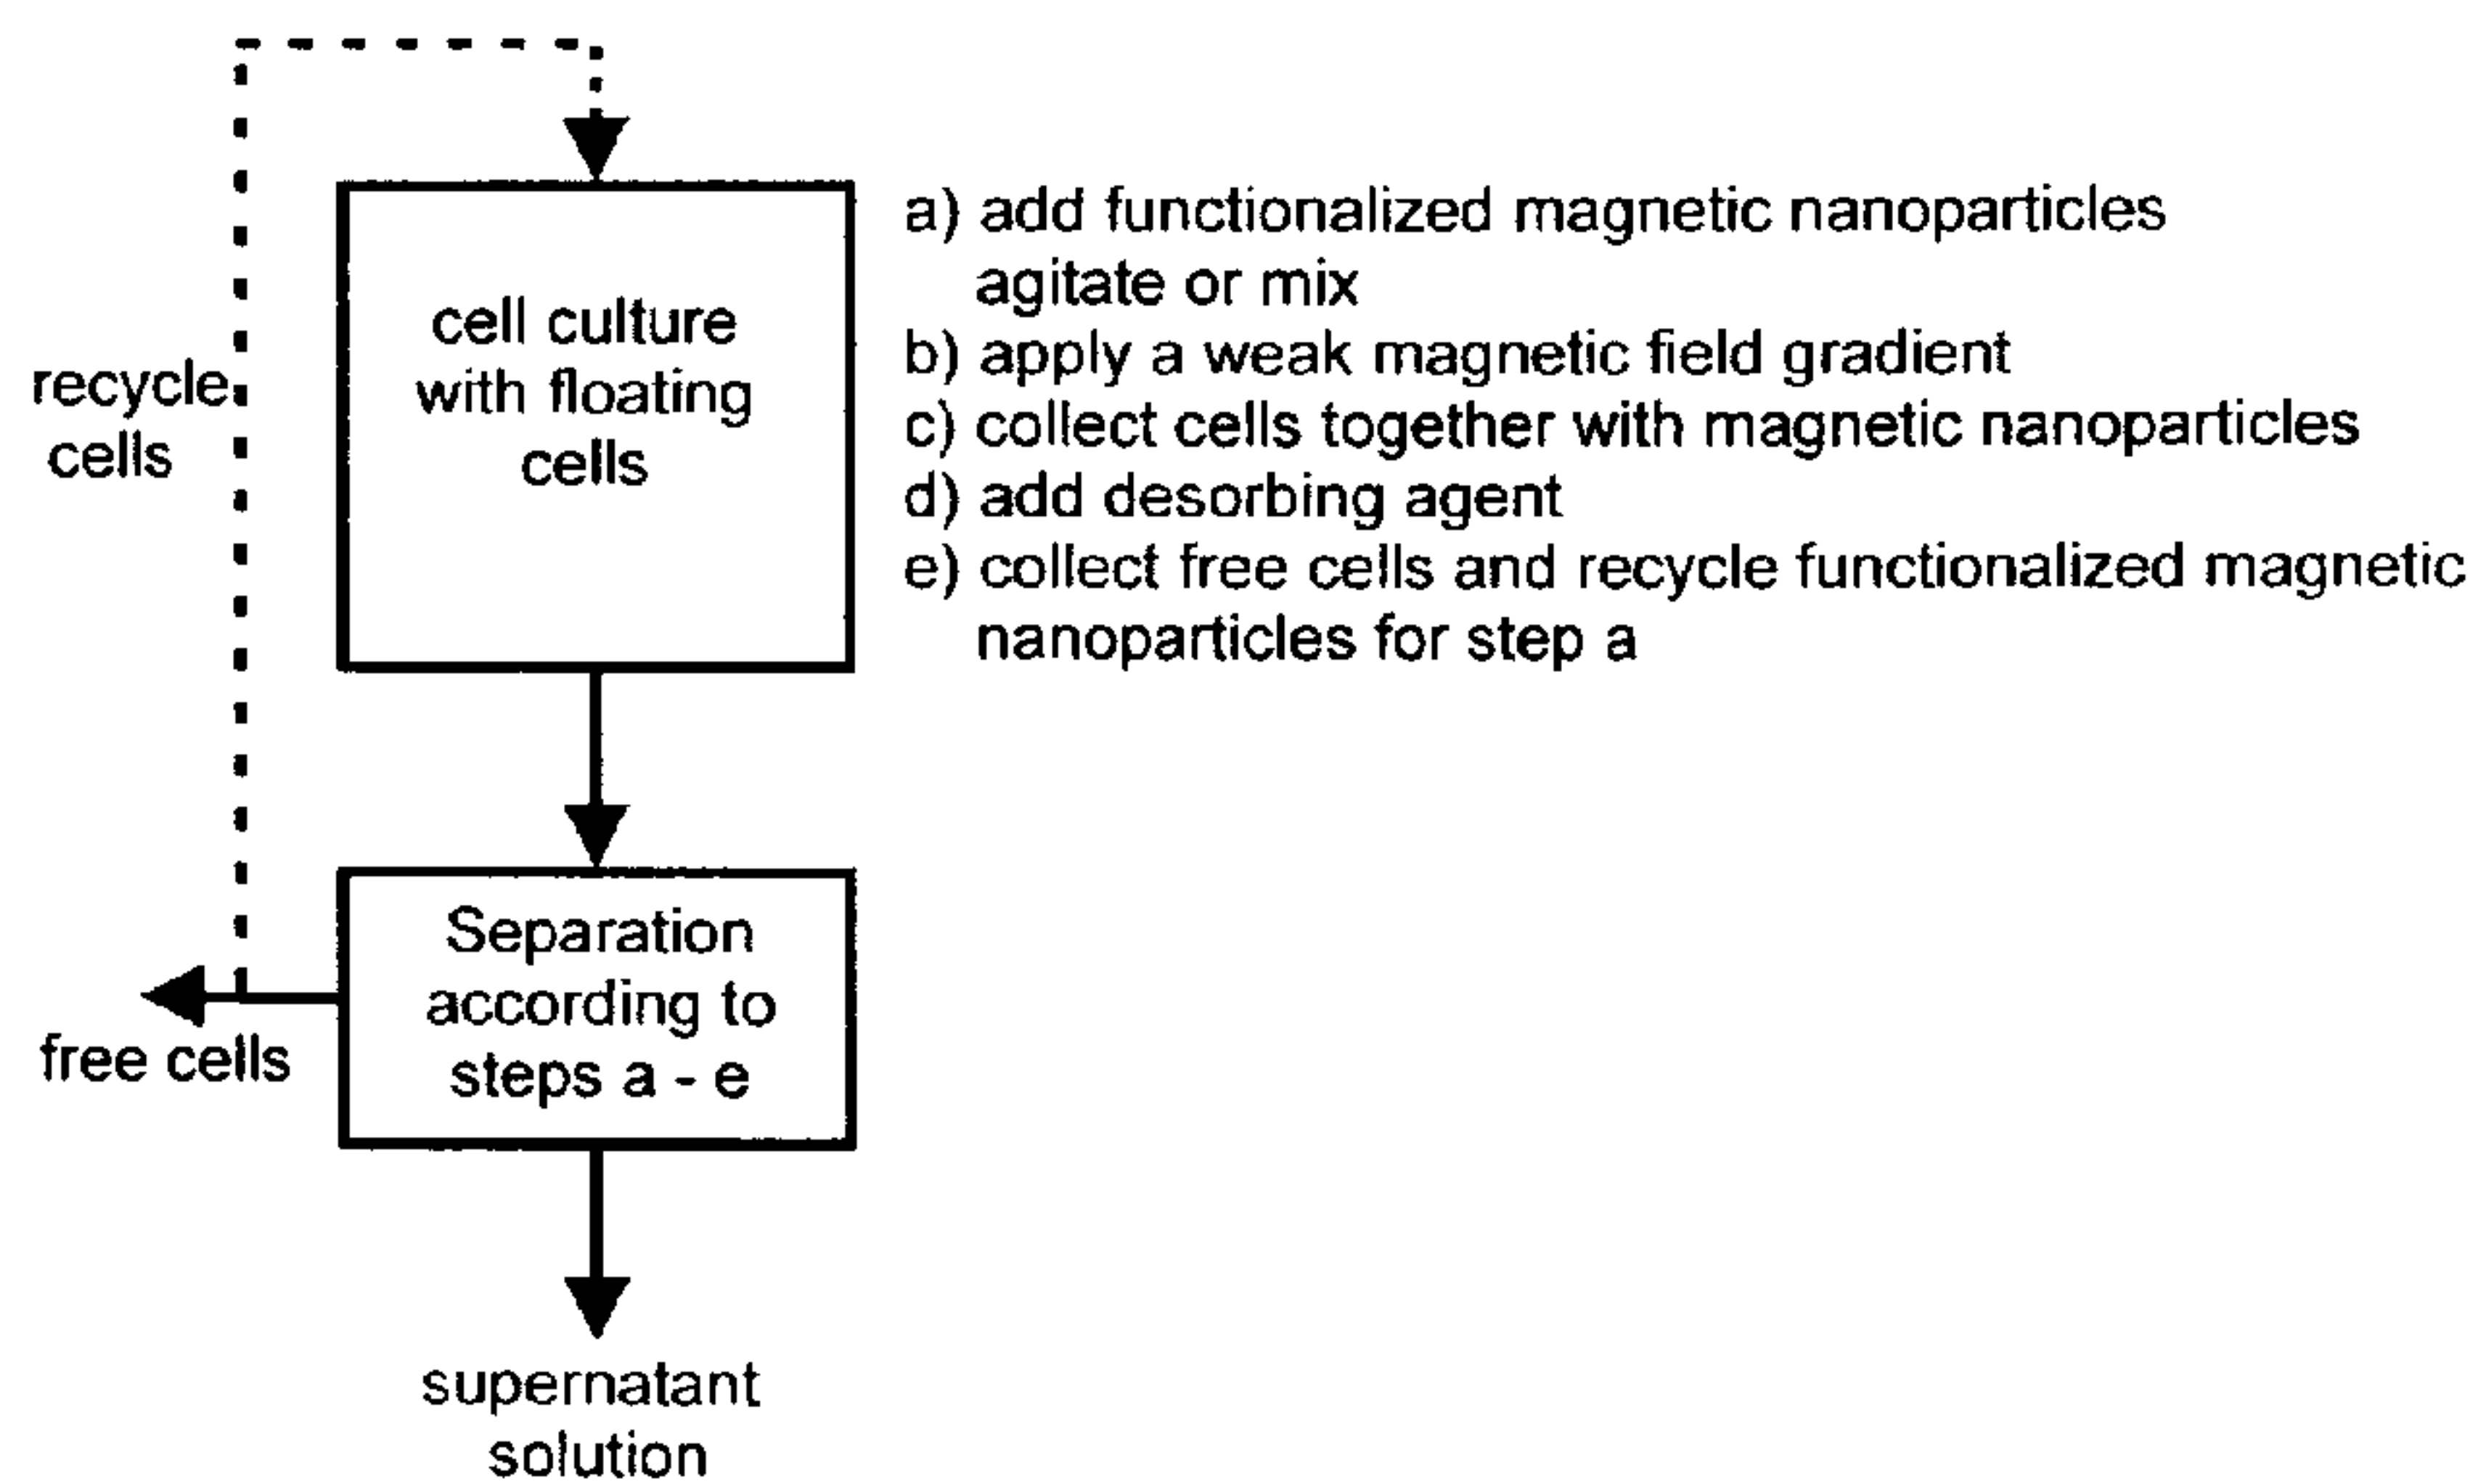 cell culture
with floating
cells
a) add functionalized magnetic nanoparticles
agitate or mix
b) apply a weak magnetic field gradient
c) collect cells together with magnetic nanoparticles
d) add desorbing agent
e) collect free cells and recycle functionalized magnetic
nanoparticles for step a
recycle
cells
Separation
according to
steps a - e
free cells
supernatant
solution